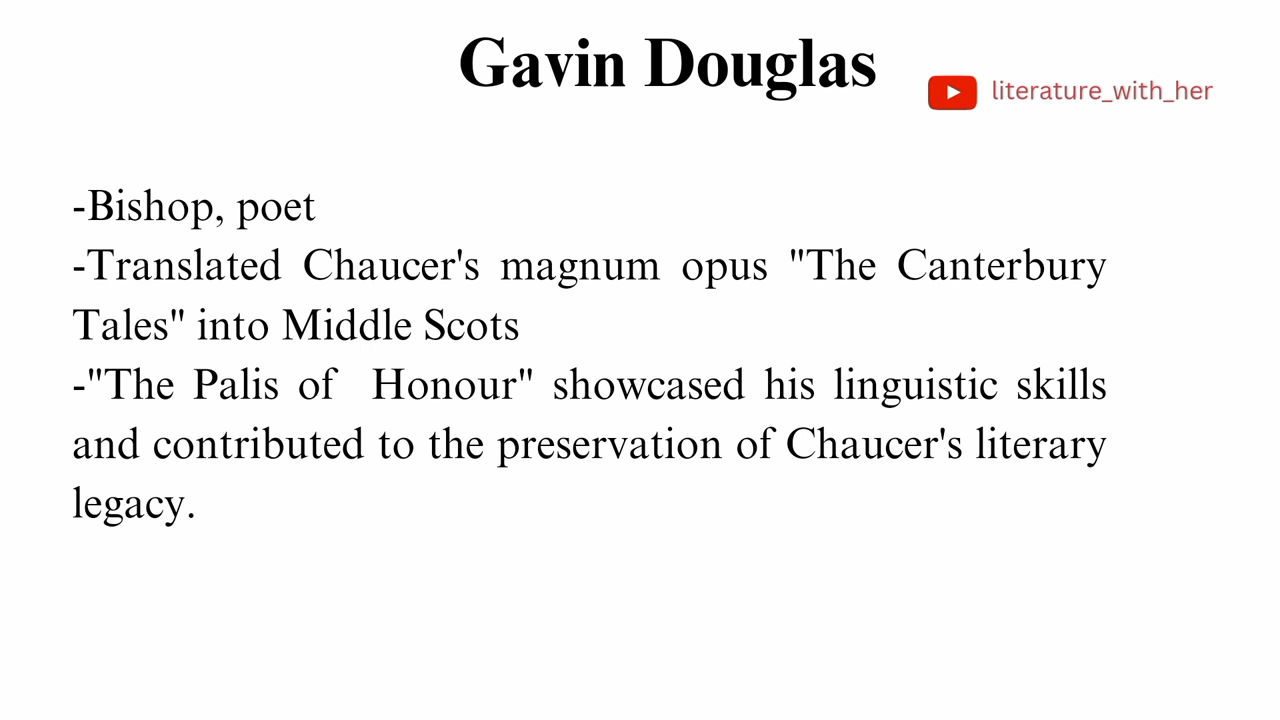 Gavin Douglas
literature_with_her
-Bishop, poet
-Translated Chaucer's magnum opus "The Canterbury
Tales" into Middle Scots
-"The Palis of  Honour" showcased his linguistic skills
and contributed to the preservation of Chaucer's literary
legacy.